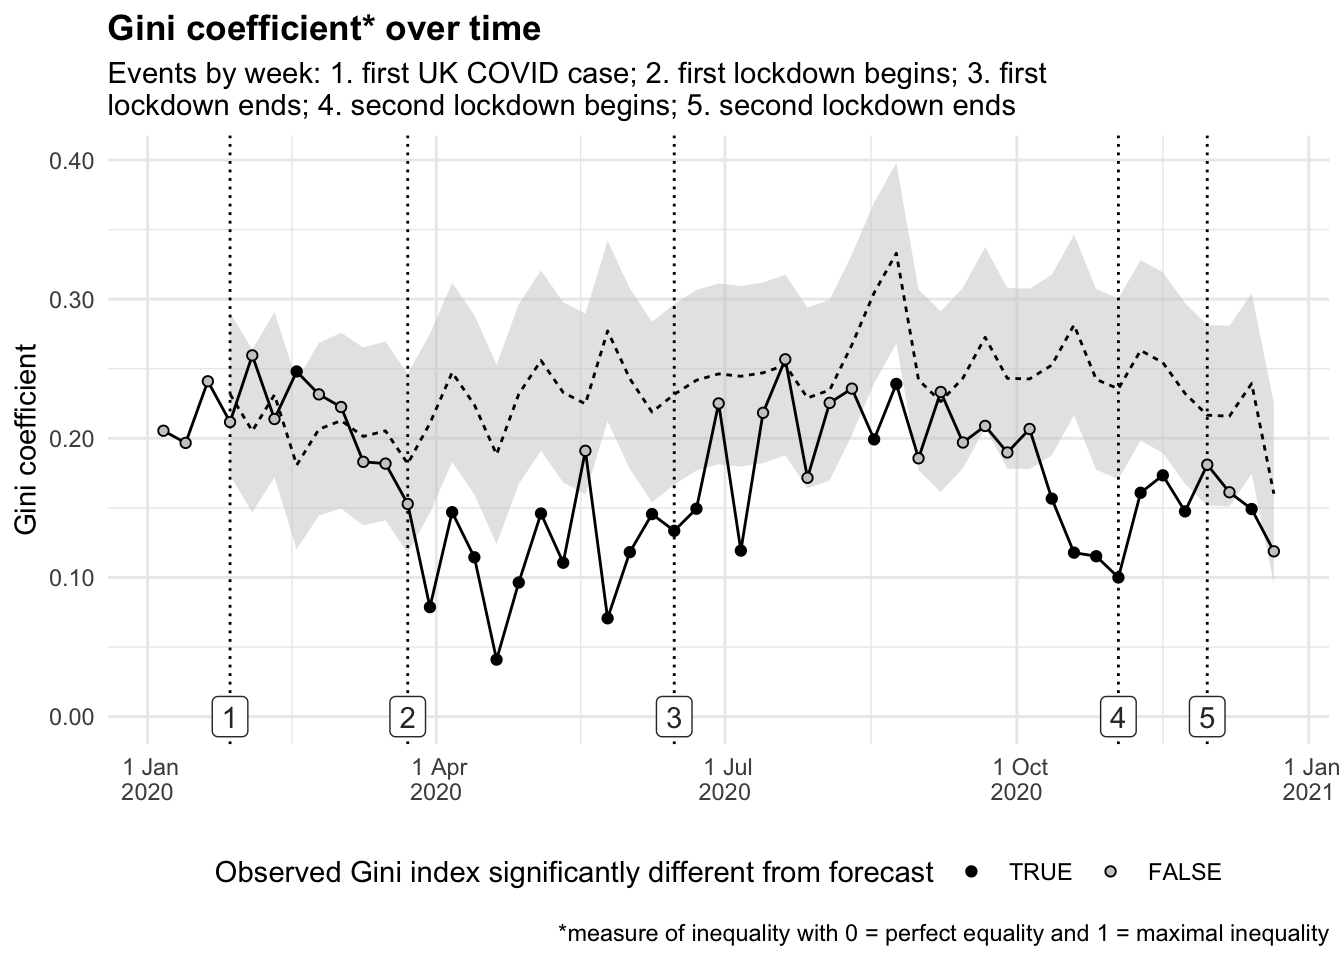 Gini coefficient* over time
Events by week: 1. first UK COVID case; 2. first lockdown begins; 3. first
lockdown ends; 4. second lockdown begins; 5. second lockdown ends
Gini coefficient
0.40
0.30
0.20
0.10
0.00
1
2
3
4
5
1 Jan
2020
1 Apr
2020
1 Jul
2020
1 Oct
2020
1 Jan
2021
Observed Gini index significantly different from forecast TRUE FALSE
*measure of inequality with 0 = perfect equality and 1 = maximal inequality